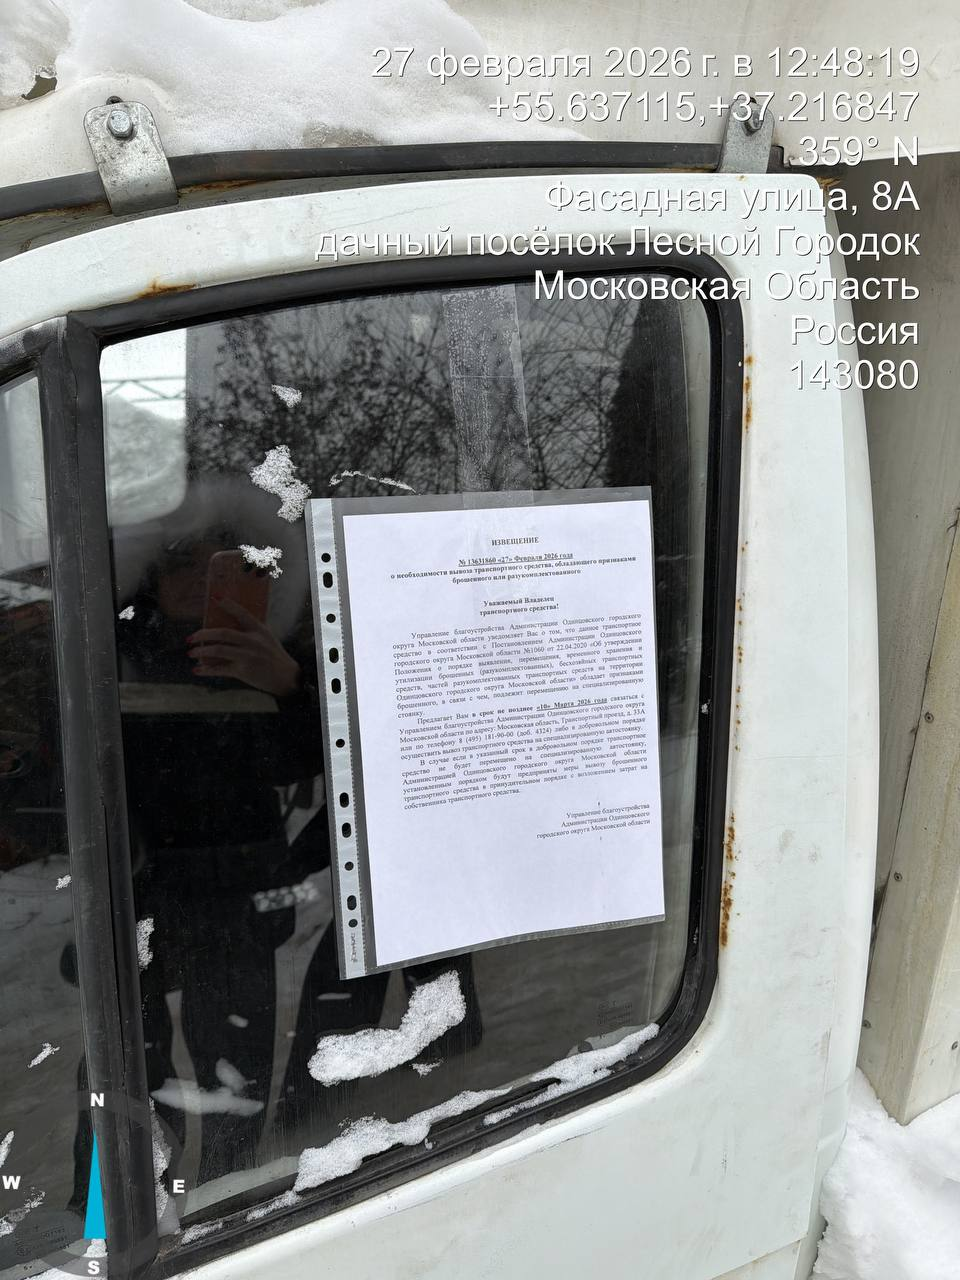 27 февраля 2026 г. в 12:48:19
+55.637115,+37.216847
359° N
Фасадная улица, 8А
дачный посёлок Лесной Городок
Московская Область
Россия
143080
ИЗВЕЩЕНИЕ
№ 13631860 «27» Февраля 2026 года
о необходимости вывоза транспортного средства, обладающего признаками
брошенного или разукомплектованного
Уважаемый Владелец
транспортного средства!
Управление благоустройства Администрации Одинцовского городского
округа Московской области уведомляет Вас о том, что данное транспортное
средство в соответствии с Постановлением Администрации Одинцовского
городского округа Московской области №1060 от 22.04.2020 «Об утверждении
Положения о порядке выявления, перемещения, временного хранения и
утилизации брошенных (разукомплектованных), бесхозяйных транспортных
средств, частей разукомплектованных транспортных средств на территории
Одинцовского городского округа Московской области» обладает признаками
брошенного, в связи с чем, подлежит перемещению на специализированную
стоянку.
Предлагает Вам в срок не позднее «10» Марта 2026 года связаться с
Управлением благоустройства Администрации Одинцовского городского округа
Московской области по адресу: Московская область, Транспортный проезд, д. 33А
или по телефону 8 (495) 181-90-00 (доб. 4124) либо в добровольном порядке
осуществить вывоз транспортного средства на специализированную автостоянку.
В случае если в указанный срок в добровольном порядке транспортное
средство не будет перемещено на специализированную автостоянку,
Администрацией Одинцовского городского округа Московской области
установленным порядком будут предприняты меры вывозу брошенного
транспортного средства в принудительном порядке с возложением затрат на
собственника транспортного средства.
Управление благоустройства
Администрации Одинцовского
городского округа Московской области
N
W
E
S